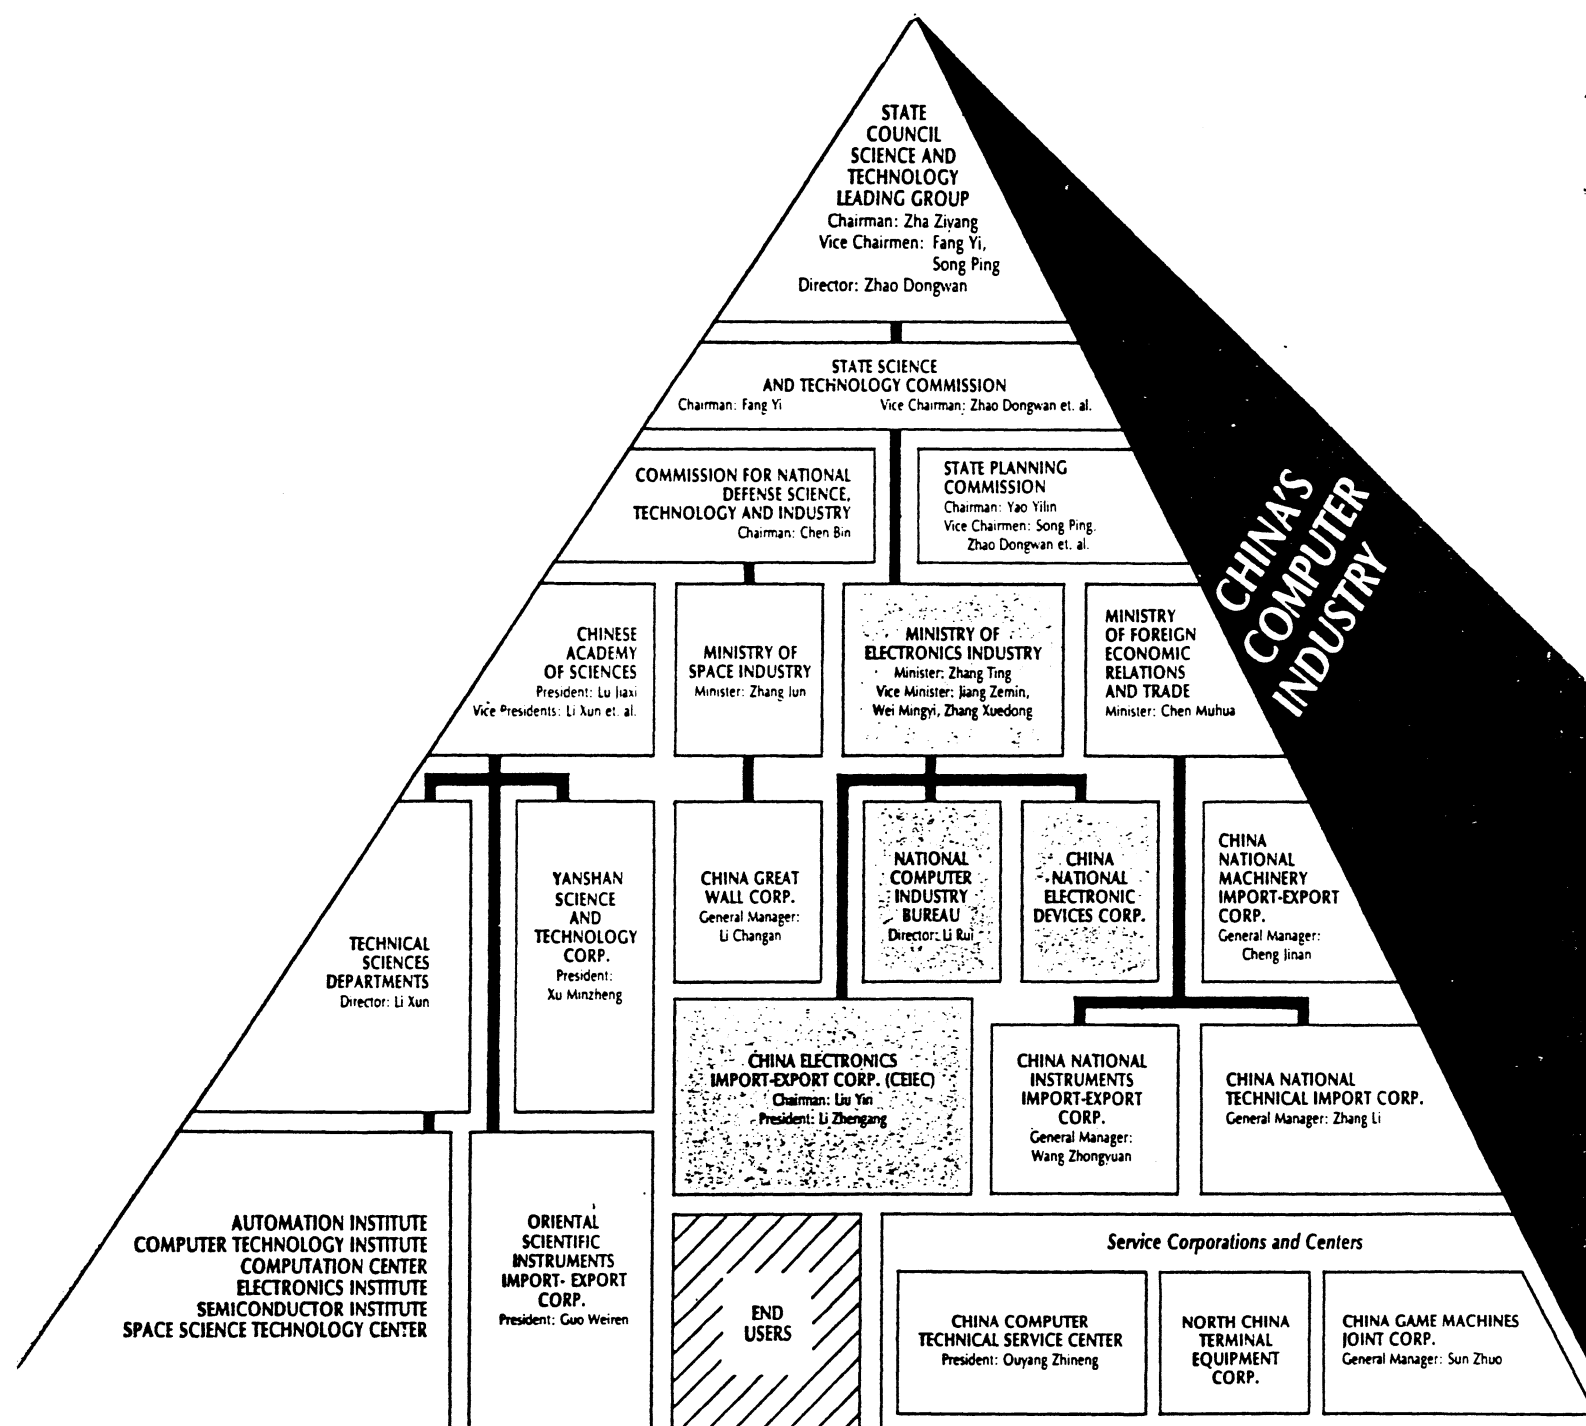 STATE
COUNCIL
SCIENCE AND
TECHNOLOGY
LEADING GROUP
Chairman: Zha Ziyang
Vice Chairmen: Fang Yi,
Song Ping
Director: Zhao Dongwan
STATE SCIENCE
AND TECHNOLOGY COMMISSION
Chairman: Fang Yi
Vice Chairman: Zhao Dongwan et. al.
COMMISSION FOR NATIONAL
DEFENSE SCIENCE,
TECHNOLOGY AND INDUSTRY
Chairman: Chen Bin
STATE PLANNING
COMMISSION
Chairman: Yao Yilin
Vice Chairmen: Song Ping.
Zhao Dongwan et. al.
CHINA'S
COMPUTER
INDUSTRY
CHINESE
ACADEMY
OF SCIENCES
President: Lu Jiaxi
Vice Presidents: Li Xun et. al.
MINISTRY OF
SPACE INDUSTRY
Minister: Zhang Jun
MINISTRY OF
ELECTRONICS INDUSTRY
Minister: Zhang Ting
Vice Minister: Jiang Zemin,
Wei Mingyi, Zhang Xuedong
MINISTRY
OF FOREIGN
ECONOMIC
RELATIONS
AND TRADE
Minister: Chen Muhua
TECHNICAL
SCIENCES
DEPARTMENTS
Director: Li Xun
YANSHAN
SCIENCE
AND
TECHNOLOGY
CORP.
President:
Xu Minzheng
CHINA GREAT
WALL CORP.
General Manager:
Li Changan
NATIONAL
COMPUTER
INDUSTRY
BUREAU
Director: Li Rui
CHINA
NATIONAL
ELECTRONIC
DEVICES CORP.
CHINA
NATIONAL
MACHINERY
IMPORT-EXPORT
CORP.
General Manager:
Cheng Jinan
CHINA ELECTRONICS
IMPORT-EXPORT CORP. (CEIEC)
Chairman: Liu Yin
President: Li Zhengang
CHINA NATIONAL
INSTRUMENTS
IMPORT-EXPORT
CORP.
General Manager:
Wang Zhongyuan
CHINA NATIONAL
TECHNICAL IMPORT CORP.
General Manager: Zhang Li
AUTOMATION INSTITUTE
COMPUTER TECHNOLOGY INSTITUTE
COMPUTATION CENTER
ELECTRONICS INSTITUTE
SEMICONDUCTOR INSTITUTE
SPACE SCIENCE TECHNOLOGY CENTER
ORIENTAL
SCIENTIFIC
INSTRUMENTS
IMPORT- EXPORT
CORP.
President: Guo Weiren
END
USERS
Service Corporations and Centers
CHINA COMPUTER
TECHNICAL SERVICE CENTER
President: Ouyang Zhineng
NORTH CHINA
TERMINAL
EQUIPMENT
CORP.
CHINA GAME MACHINES
JOINT CORP.
General Manager: Sun Zhuo